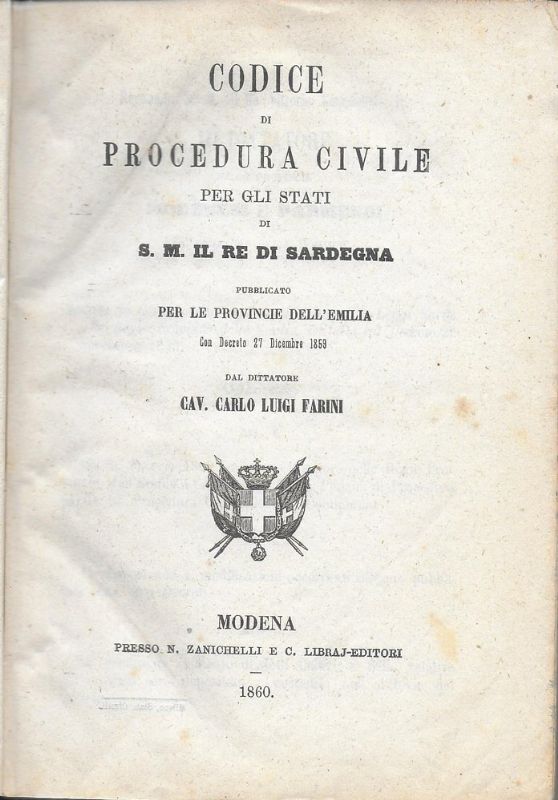 CODICE
DI
PROCEDURA CIVILE
PER GLI STATI
DI
S. M. IL RE DI SARDEGNA
PUBBLICATO
PER LE PROVINCIE DELL'EMILIA
Con Decreto 27 Dicembre 1859
DAL DITTATORE
CAV. CARLO LUIGI FARINI
MODENA
PRESSO N. ZANICHELLI E C. LIBRAJ-EDITORI
—
1860.